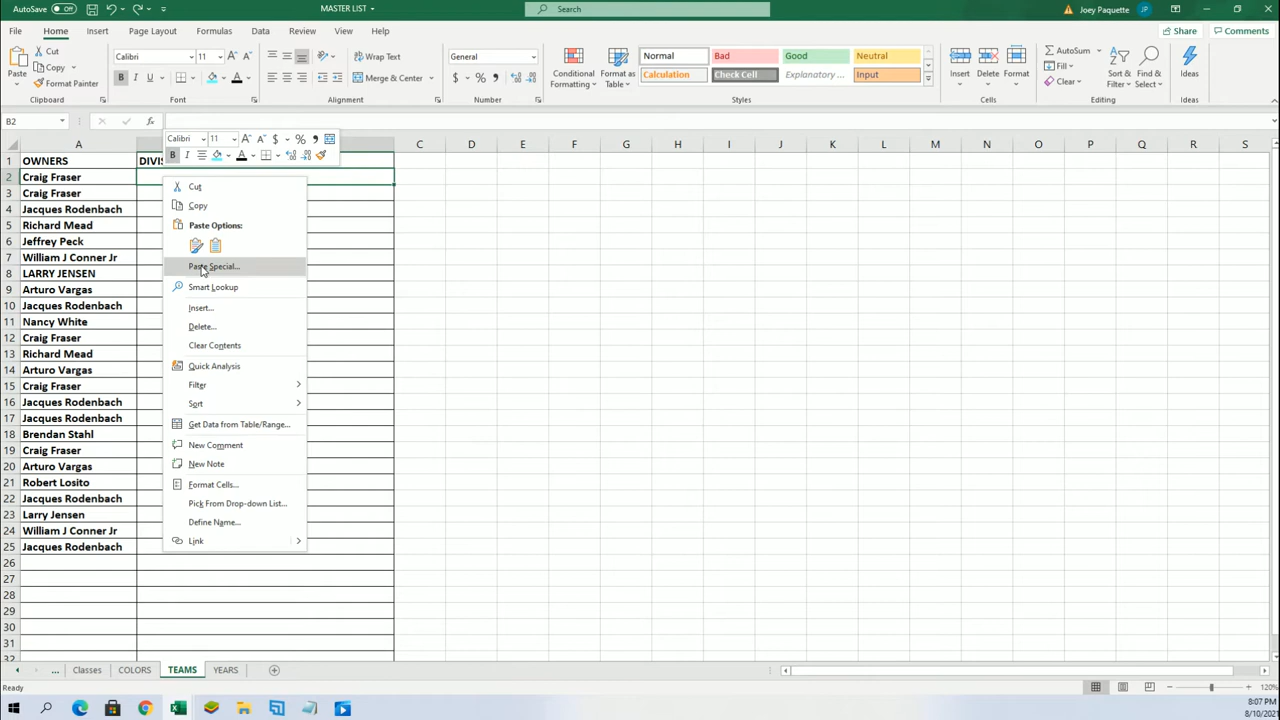 AutoSave Off MASTER LIST Search Joey Paquette JP
File Home Insert Page Layout Formulas Data Review View Help Share Comments
Cut Calibri 11 Wrap Text General Normal Bad Good Neutral AutoSum
Paste Copy Format Painter Merge & Center Conditional Formatting Format as Table Calculation Check Cell Explanatory ... Input Insert Delete Format Fill Clear Sort & Filter Find & Select Ideas
Clipboard Font Alignment Number Styles Cells Editing Ideas
B2 fx
Calibri 11
A C D E F G H I J K L M N O P Q R S
1 OWNERS DIVIS
2 Craig Fraser
3 Craig Fraser
4 Jacques Rodenbach
5 Richard Mead
6 Jeffrey Peck
7 William J Conner Jr
8 LARRY JENSEN
9 Arturo Vargas
10 Jacques Rodenbach
11 Nancy White
12 Craig Fraser
13 Richard Mead
14 Arturo Vargas
15 Craig Fraser
16 Jacques Rodenbach
17 Jacques Rodenbach
18 Brendan Stahl
19 Craig Fraser
20 Arturo Vargas
21 Robert Losito
22 Jacques Rodenbach
23 Larry Jensen
24 William J Conner Jr
25 Jacques Rodenbach
26
27
28
29
30
31
32
Cut
Copy
Paste Options:
Paste Special...
Smart Lookup
Insert...
Delete...
Clear Contents
Quick Analysis
Filter
Sort
Get Data from Table/Range...
New Comment
New Note
Format Cells...
Pick From Drop-down List...
Define Name...
Link
... Classes COLORS TEAMS YEARS
Ready 120%
8:07 PM